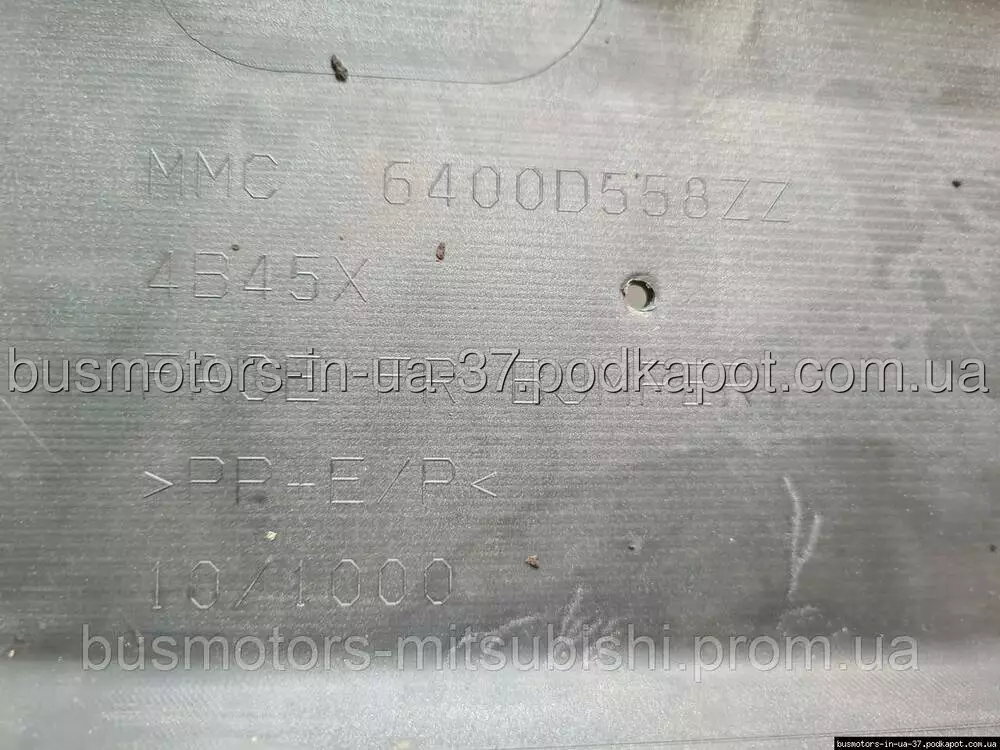 MMC 6400D558ZZ
4B45X
busmotors-in-ua-37.podkapot.com.ua
>PP+E/P<
10/1000
busmotors-mitsubishi.prom.ua
busmotors-in-ua-37.podkapot.com.ua